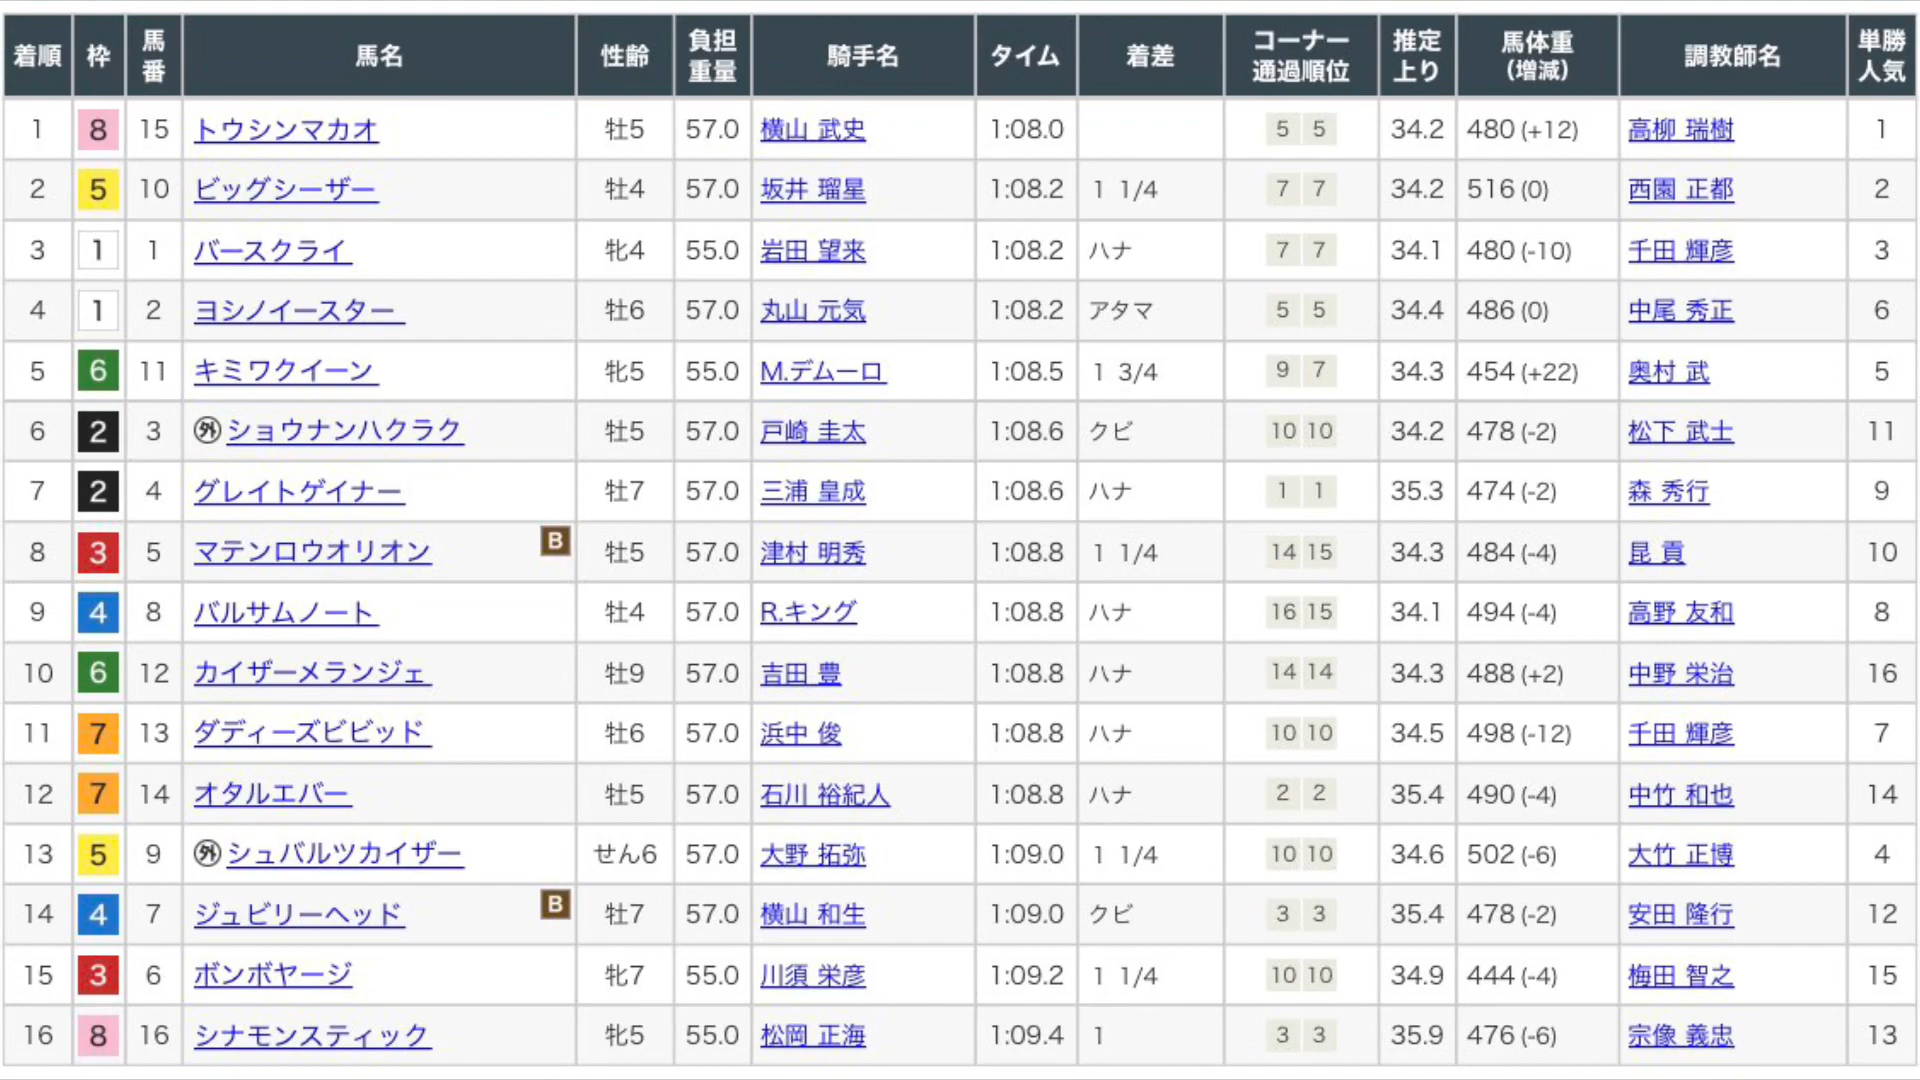 着順 枠 馬番 馬名 性齢 負担重量 騎手名 タイム 着差 コーナー通過順位 推定上り 馬体重(増減) 調教師名 単勝人気
1 8 15 トウシンマカオ 牡5 57.0 横山 武史 1:08.0 5 5 34.2 480 (+12) 高柳 瑞樹 1
2 5 10 ビッグシーザー 牡4 57.0 坂井 瑠星 1:08.2 1 1/4 7 7 34.2 516 (0) 西園 正都 2
3 1 1 バースクライ 牝4 55.0 岩田 望来 1:08.2 ハナ 7 7 34.1 480 (-10) 千田 輝彦 3
4 1 2 ヨシノイースター 牡6 57.0 丸山 元気 1:08.2 アタマ 5 5 34.4 486 (0) 中尾 秀正 6
5 6 11 キミワクイーン 牝5 55.0 M.デムーロ 1:08.5 1 3/4 9 7 34.3 454 (+22) 奥村 武 5
6 2 3 外 ショウナンハクラク 牡5 57.0 戸崎 圭太 1:08.6 クビ 10 10 34.2 478 (-2) 松下 武士 11
7 2 4 グレイトゲイナー 牡7 57.0 三浦 皇成 1:08.6 ハナ 1 1 35.3 474 (-2) 森 秀行 9
8 3 5 マテンロウオリオン B 牡5 57.0 津村 明秀 1:08.8 1 1/4 14 15 34.3 484 (-4) 昆 貢 10
9 4 8 バルサムノート 牡4 57.0 R.キング 1:08.8 ハナ 16 15 34.1 494 (-4) 高野 友和 8
10 6 12 カイザーメランジェ 牡9 57.0 吉田 豊 1:08.8 ハナ 14 14 34.3 488 (+2) 中野 栄治 16
11 7 13 ダディーズビビッド 牡6 57.0 浜中 俊 1:08.8 ハナ 10 10 34.5 498 (-12) 千田 輝彦 7
12 7 14 オタルエバー 牡5 57.0 石川 裕紀人 1:08.8 ハナ 2 2 35.4 490 (-4) 中竹 和也 14
13 5 9 外 シュバルツカイザー せん6 57.0 大野 拓弥 1:09.0 1 1/4 10 10 34.6 502 (-6) 大竹 正博 4
14 4 7 ジュビリーヘッド B 牡7 57.0 横山 和生 1:09.0 クビ 3 3 35.4 478 (-2) 安田 隆行 12
15 3 6 ボンボヤージ 牝7 55.0 川須 栄彦 1:09.2 1 1/4 10 10 34.9 444 (-4) 梅田 智之 15
16 8 16 シナモンスティック 牝5 55.0 松岡 正海 1:09.4 1 3 3 35.9 476 (-6) 宗像 義忠 13